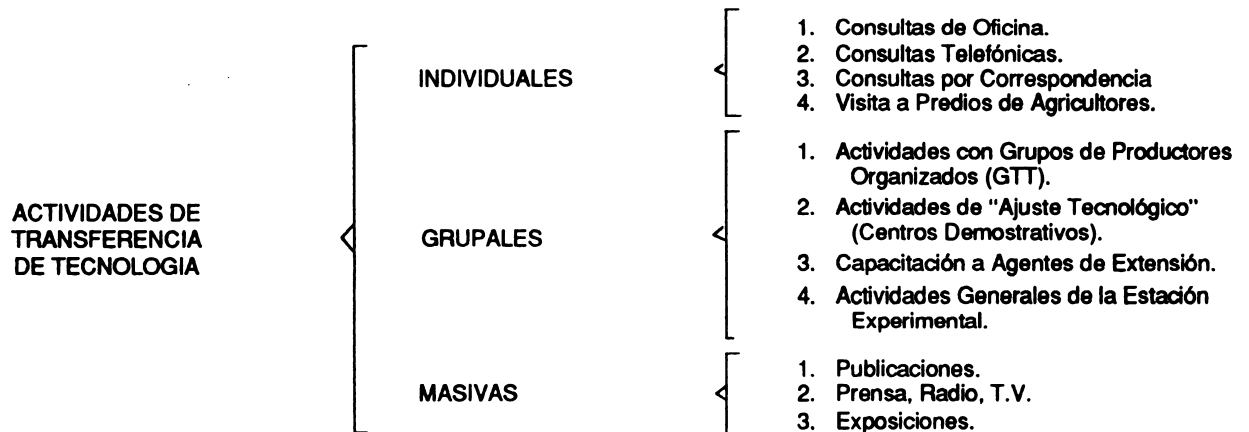 ACTIVIDADES DE
TRANSFERENCIA
DE TECNOLOGIA
INDIVIDUALES
1. Consultas de Oficina.
2. Consultas Telefónicas.
3. Consultas por Correspondencia
4. Visita a Predios de Agricultores.
GRUPALES
1. Actividades con Grupos de Productores
Organizados (GTT).
2. Actividades de "Ajuste Tecnológico"
(Centros Demostrativos).
3. Capacitación a Agentes de Extensión.
4. Actividades Generales de la Estación
Experimental.
MASIVAS
1. Publicaciones.
2. Prensa, Radio, T.V.
3. Exposiciones.